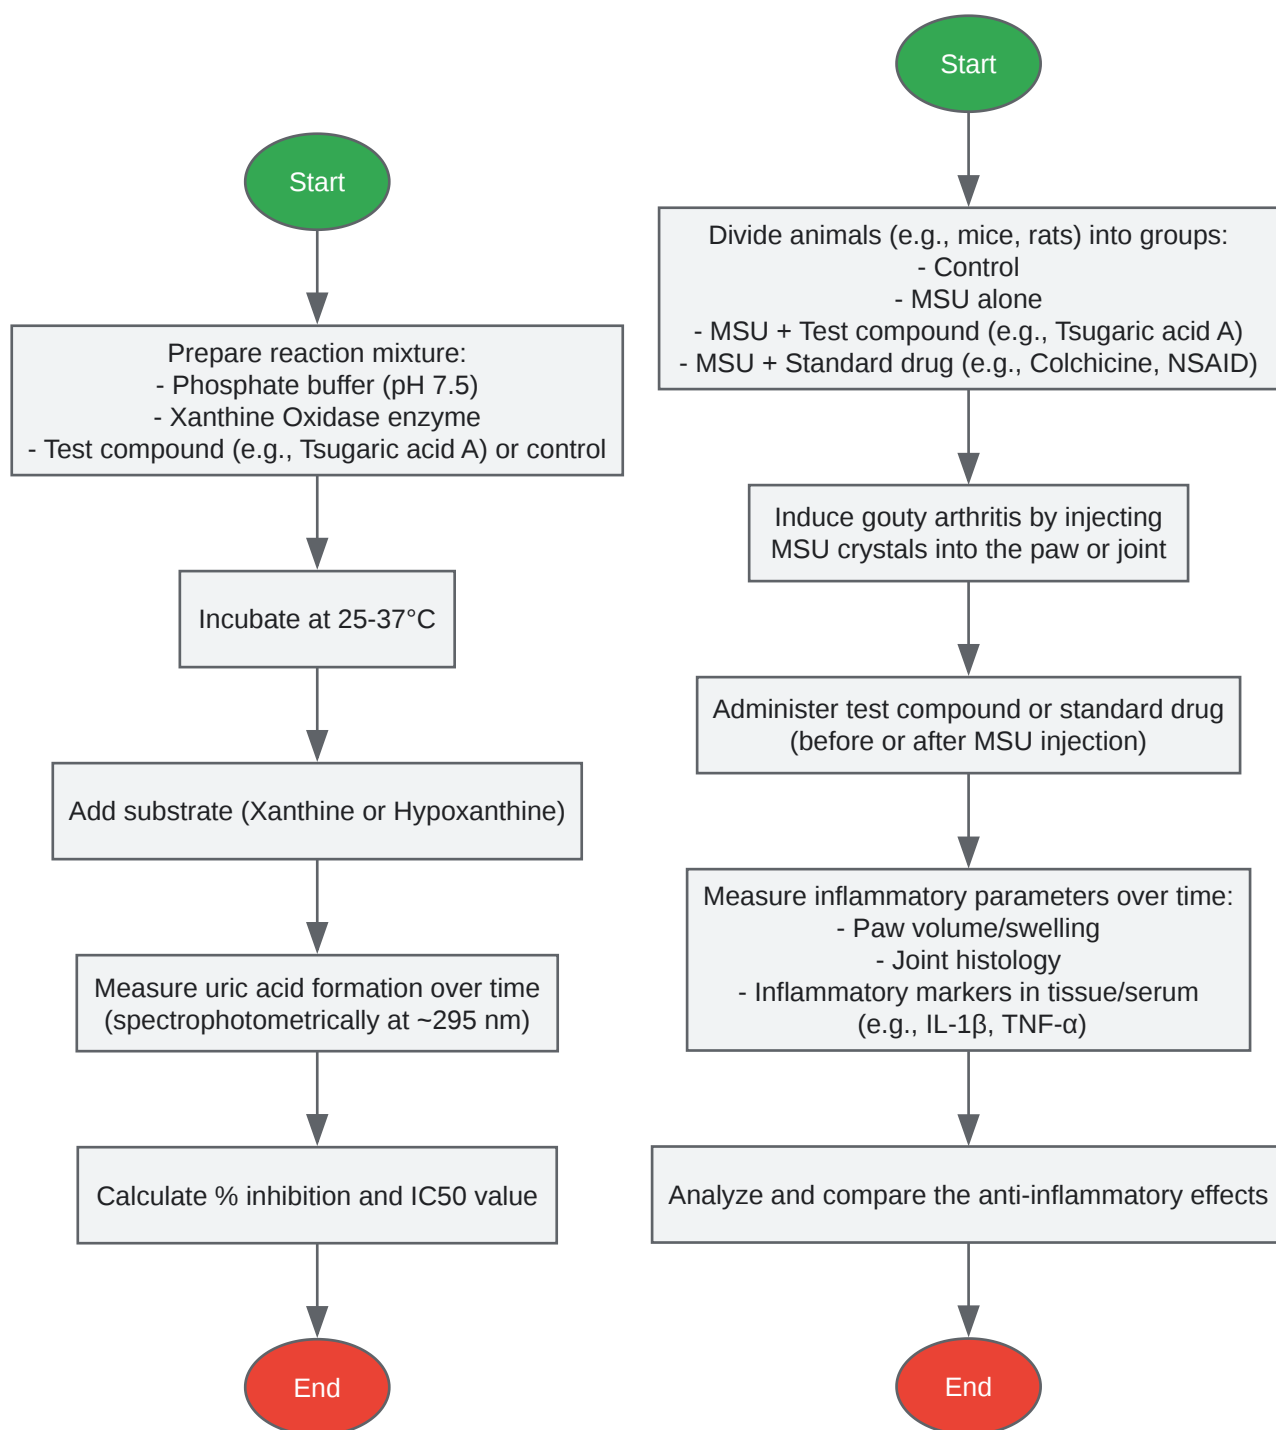 Start
Prepare reaction mixture:
- Phosphate buffer (pH 7.5)
- Xanthine Oxidase enzyme
- Test compound (e.g., Tsugaric acid A) or control
Incubate at 25-37°C
Add substrate (Xanthine or Hypoxanthine)
Measure uric acid formation over time
(spectrophotometrically at ~295 nm)
Calculate % inhibition and IC50 value
End
Start
Divide animals (e.g., mice, rats) into groups:
- Control
- MSU alone
- MSU + Test compound (e.g., Tsugaric acid A)
- MSU + Standard drug (e.g., Colchicine, NSAID)
Induce gouty arthritis by injecting
MSU crystals into the paw or joint
Administer test compound or standard drug
(before or after MSU injection)
Measure inflammatory parameters over time:
- Paw volume/swelling
- Joint histology
- Inflammatory markers in tissue/serum
(e.g., IL-1β, TNF-α)
Analyze and compare the anti-inflammatory effects
End